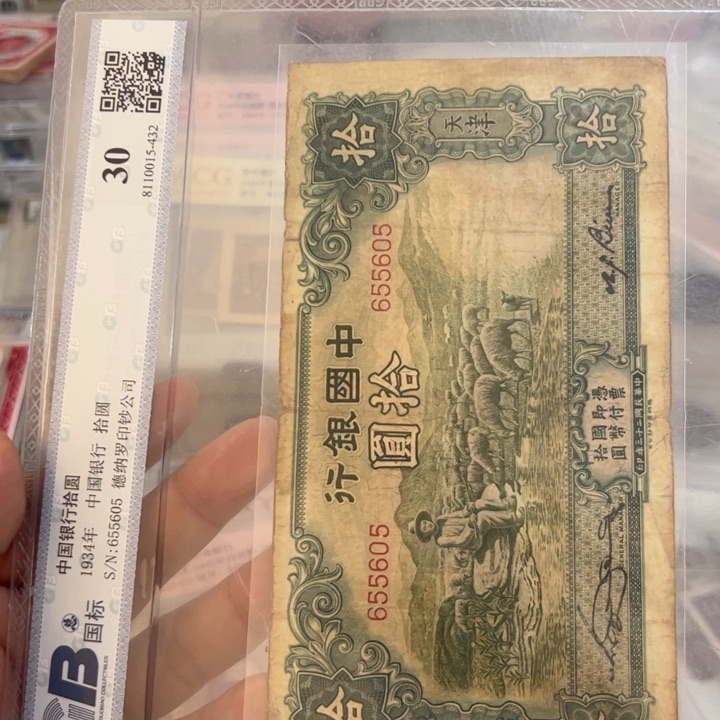 中国银行拾圆
1934年 中国银行 拾圆
S/N:655605 德纳罗印钞公司
国标
30
8110015-432
拾
天津
拾
行銀國中
圓拾
655605
655605
憑票即付
國幣拾圓
MANAGER
拾